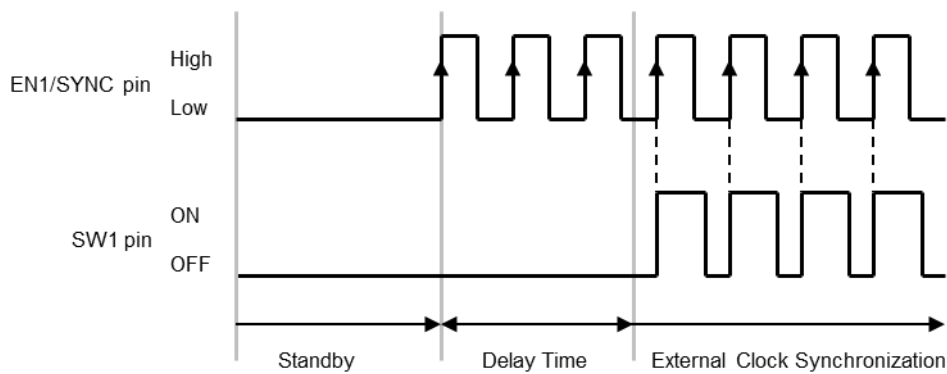 High
EN1/SYNC pin
Low
ON
SW1 pin
OFF
Standby
Delay Time
External Clock Synchronization